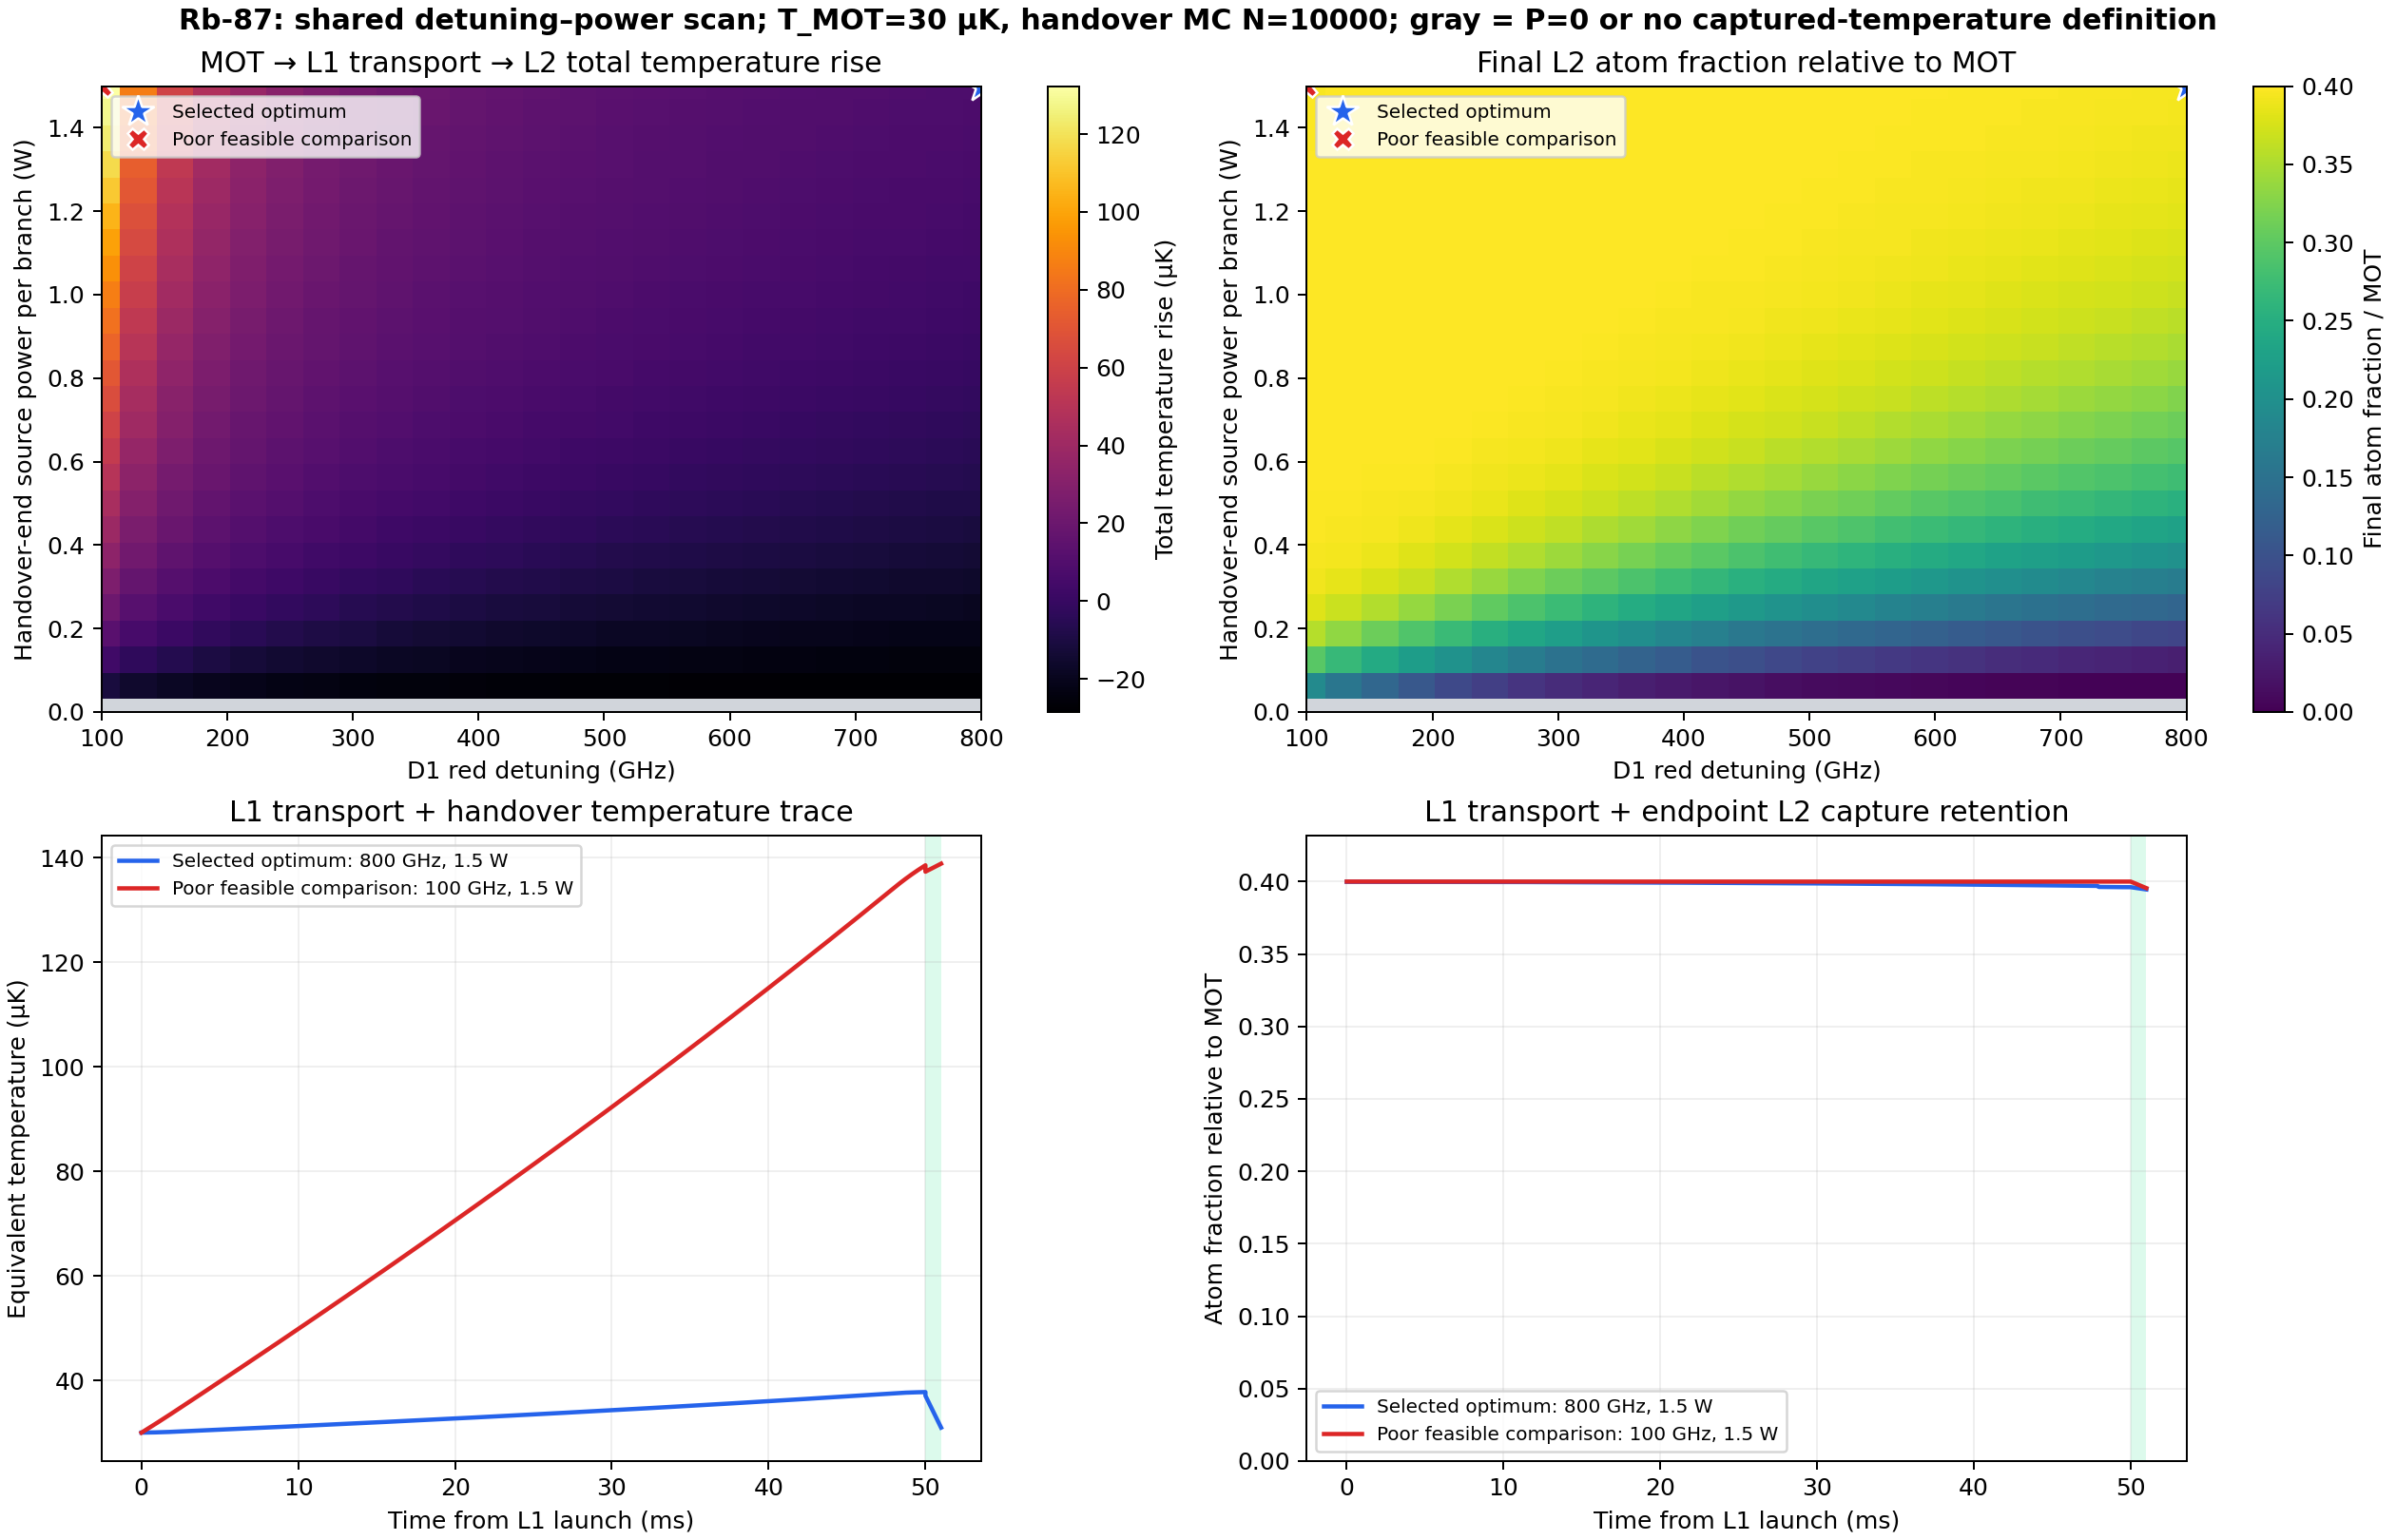 Rb-87: shared detuning–power scan; T_MOT=30 µK, handover MC N=10000; gray = P=0 or no captured-temperature definition
MOT → L1 transport → L2 total temperature rise
Handover-end source power per branch (W)
1.4
1.2
1.0
0.8
0.6
0.4
0.2
0.0
Selected optimum
Poor feasible comparison
100 200 300 400 500 600 700 800
D1 red detuning (GHz)
120
100
80
60
40
20
0
−20
Total temperature rise (µK)
Final L2 atom fraction relative to MOT
Handover-end source power per branch (W)
1.4
1.2
1.0
0.8
0.6
0.4
0.2
0.0
Selected optimum
Poor feasible comparison
100 200 300 400 500 600 700 800
D1 red detuning (GHz)
0.40
0.35
0.30
0.25
0.20
0.15
0.10
0.05
0.00
Final atom fraction / MOT
L1 transport + handover temperature trace
Equivalent temperature (µK)
140
120
100
80
60
40
Selected optimum: 800 GHz, 1.5 W
Poor feasible comparison: 100 GHz, 1.5 W
0 10 20 30 40 50
Time from L1 launch (ms)
L1 transport + endpoint L2 capture retention
Atom fraction relative to MOT
0.40
0.35
0.30
0.25
0.20
0.15
0.10
0.05
0.00
Selected optimum: 800 GHz, 1.5 W
Poor feasible comparison: 100 GHz, 1.5 W
0 10 20 30 40 50
Time from L1 launch (ms)